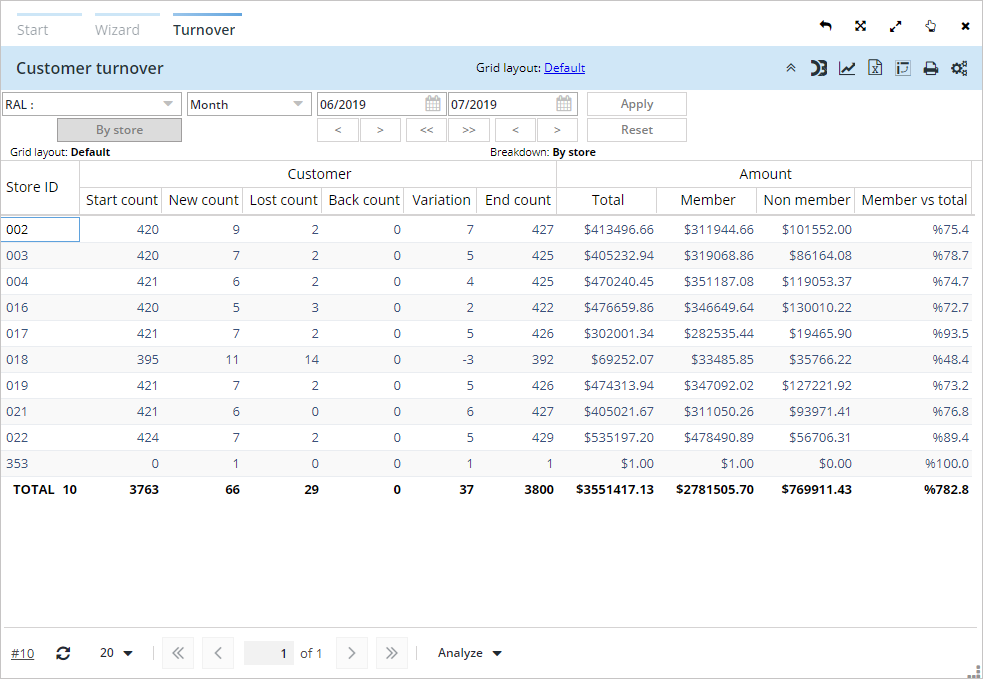 Start Wizard Turnover
Customer turnover Grid layout: Default
RAL : Month 06/2019 07/2019 Apply
By store < > << >> < > Reset
Grid layout: Default Breakdown: By store
Store ID Customer Amount
Start count New count Lost count Back count Variation End count Total Member Non member Member vs total
002 420 9 2 0 7 427 $413496.66 $311944.66 $101552.00 %75.4
003 420 7 2 0 5 425 $405232.94 $319068.86 $86164.08 %78.7
004 421 6 2 0 4 425 $470240.45 $351187.08 $119053.37 %74.7
016 420 5 3 0 2 422 $476659.86 $346649.64 $130010.22 %72.7
017 421 7 2 0 5 426 $302001.34 $282535.44 $19465.90 %93.5
018 395 11 14 0 -3 392 $69252.07 $33485.85 $35766.22 %48.4
019 421 7 2 0 5 426 $474313.94 $347092.02 $127221.92 %73.2
021 421 6 0 0 6 427 $405021.67 $311050.26 $93971.41 %76.8
022 424 7 2 0 5 429 $535197.20 $478490.89 $56706.31 %89.4
353 0 1 0 0 1 1 $1.00 $1.00 $0.00 %100.0
TOTAL 10 3763 66 29 0 37 3800 $3551417.13 $2781505.70 $769911.43 %782.8
#10 20 1 of 1 Analyze